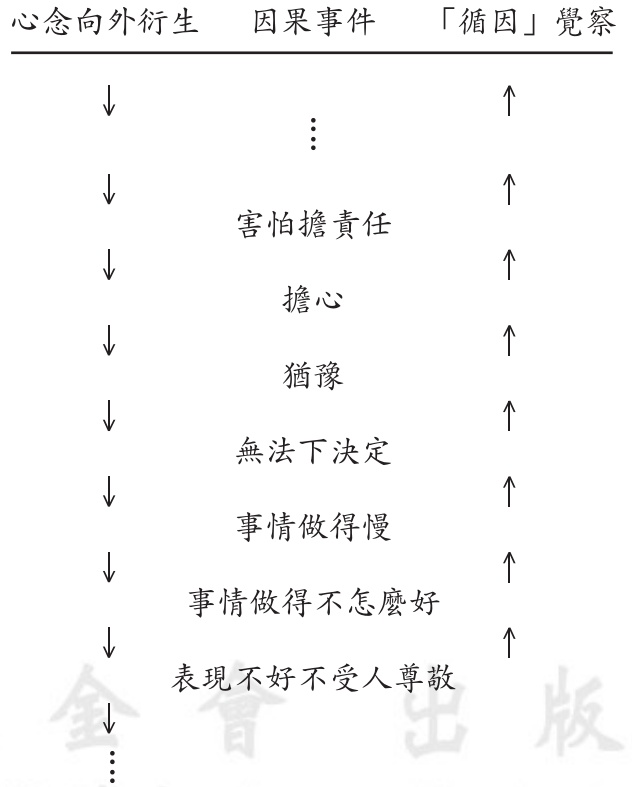 心念向外衍生 因果事件 「循因」覺察
↓ ↑
⋮
↓ ↑
害怕擔責任
↓ ↑
擔心
↓ ↑
猶豫
↓ ↑
無法下決定
↓ ↑
事情做得慢
↓ ↑
事情做得不怎麼好
↓ ↑
表現不好不受人尊敬
金會出版
↓
⋮